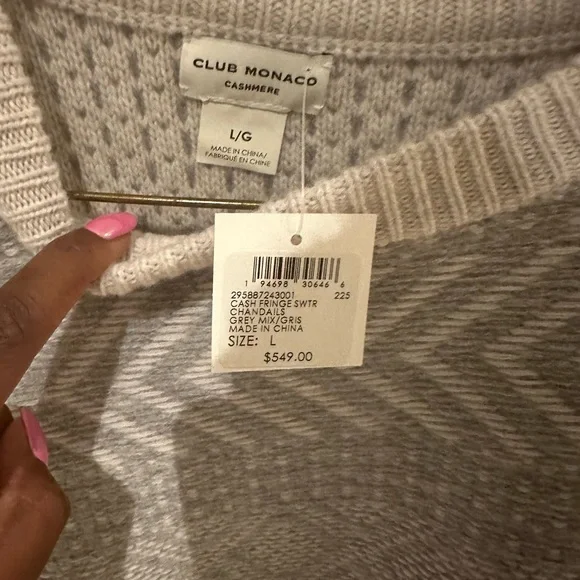 CLUB MONACO
CASHMERE
L/G
MADE IN CHINA/
FABRIQUÉ EN CHINE
1 94698 30646 6
295887243001 225
CASH FRINGE SWTR
CHANDAILS
GREY MIX/GRIS
MADE IN CHINA
SIZE: L
$549.00